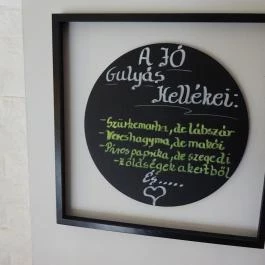 A JÓ
Gulyás
Kellékei:
-Szürkemarha, de lábszár
-Vöröshagyma, de makói
-Piros paprika, de szegedi
-zöldségek a kertből
És.....